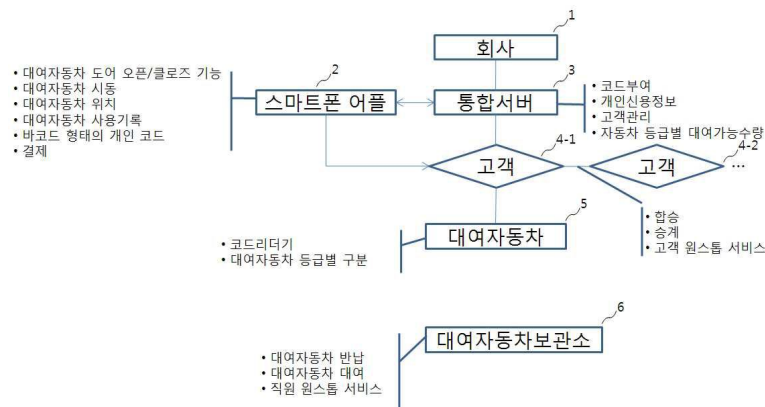 1
회사
2
스마트폰 어플
• 대여자동차 도어 오픈/클로즈 기능
• 대여자동차 시동
• 대여자동차 위치
• 대여자동차 사용기록
• 바코드 형태의 개인 코드
• 결제
3
통합서버
• 코드부여
• 개인신용정보
• 고객관리
• 자동차 등급별 대여가능수량
4-1
고객
4-2
고객 ...
• 합승
• 승계
• 고객 원스톱 서비스
5
대여자동차
• 코드리더기
• 대여자동차 등급별 구분
6
대여자동차보관소
• 대여자동차 반납
• 대여자동차 대여
• 직원 원스톱 서비스